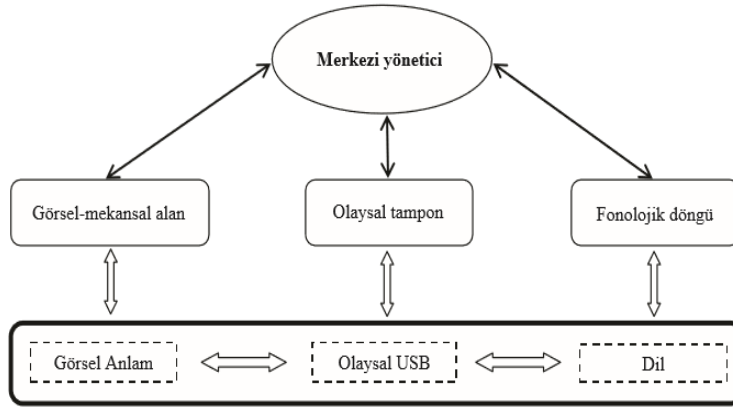 Merkezi yönetici
Görsel-mekansal alan
Olaysal tampon
Fonolojik döngü
Görsel Anlam
Olaysal USB
Dil